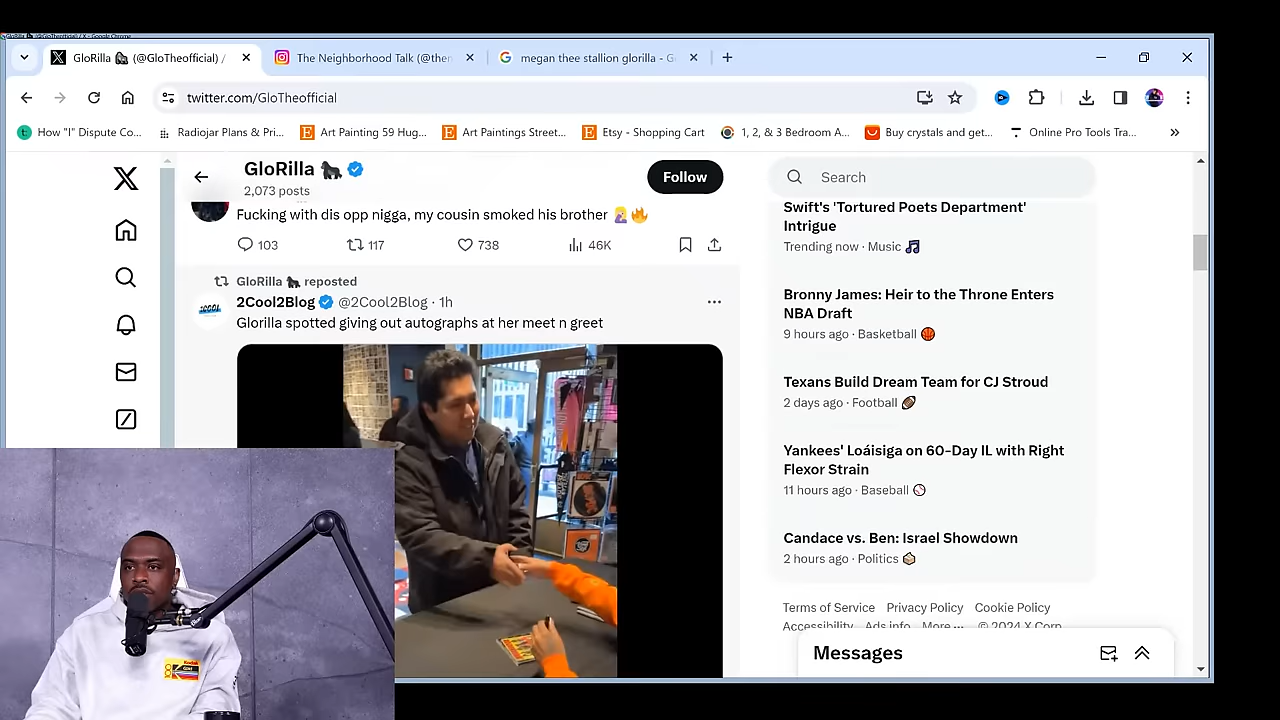 GloRilla 🦍 (@GloTheofficial) / X - Google Chrome
GloRilla 🦍 (@GloTheofficial) /
The Neighborhood Talk (@ther
megan thee stallion glorilla - G
twitter.com/GloTheofficial
How "I" Dispute Co...
Radiojar Plans & Pri...
Art Painting 59 Hug...
Art Paintings Street...
Etsy - Shopping Cart
1, 2, & 3 Bedroom A...
Buy crystals and get...
Online Pro Tools Tra...
GloRilla 🦍
2,073 posts
Follow
Fucking with dis opp nigga, my cousin smoked his brother 🤦🏼‍♀️🔥
103 117 738 46K
GloRilla 🦍 reposted
2Cool2Blog @2Cool2Blog · 1h
Glorilla spotted giving out autographs at her meet n greet
Search
Swift's 'Tortured Poets Department'
Intrigue
Trending now · Music 🎵
Bronny James: Heir to the Throne Enters
NBA Draft
9 hours ago · Basketball 🏀
Texans Build Dream Team for CJ Stroud
2 days ago · Football 🏈
Yankees' Loáisiga on 60-Day IL with Right
Flexor Strain
11 hours ago · Baseball ⚾
Candace vs. Ben: Israel Showdown
2 hours ago · Politics 🗳
Terms of Service Privacy Policy Cookie Policy
Accessibility Ads info More ... © 2024 X Corp.
Messages
Kodak